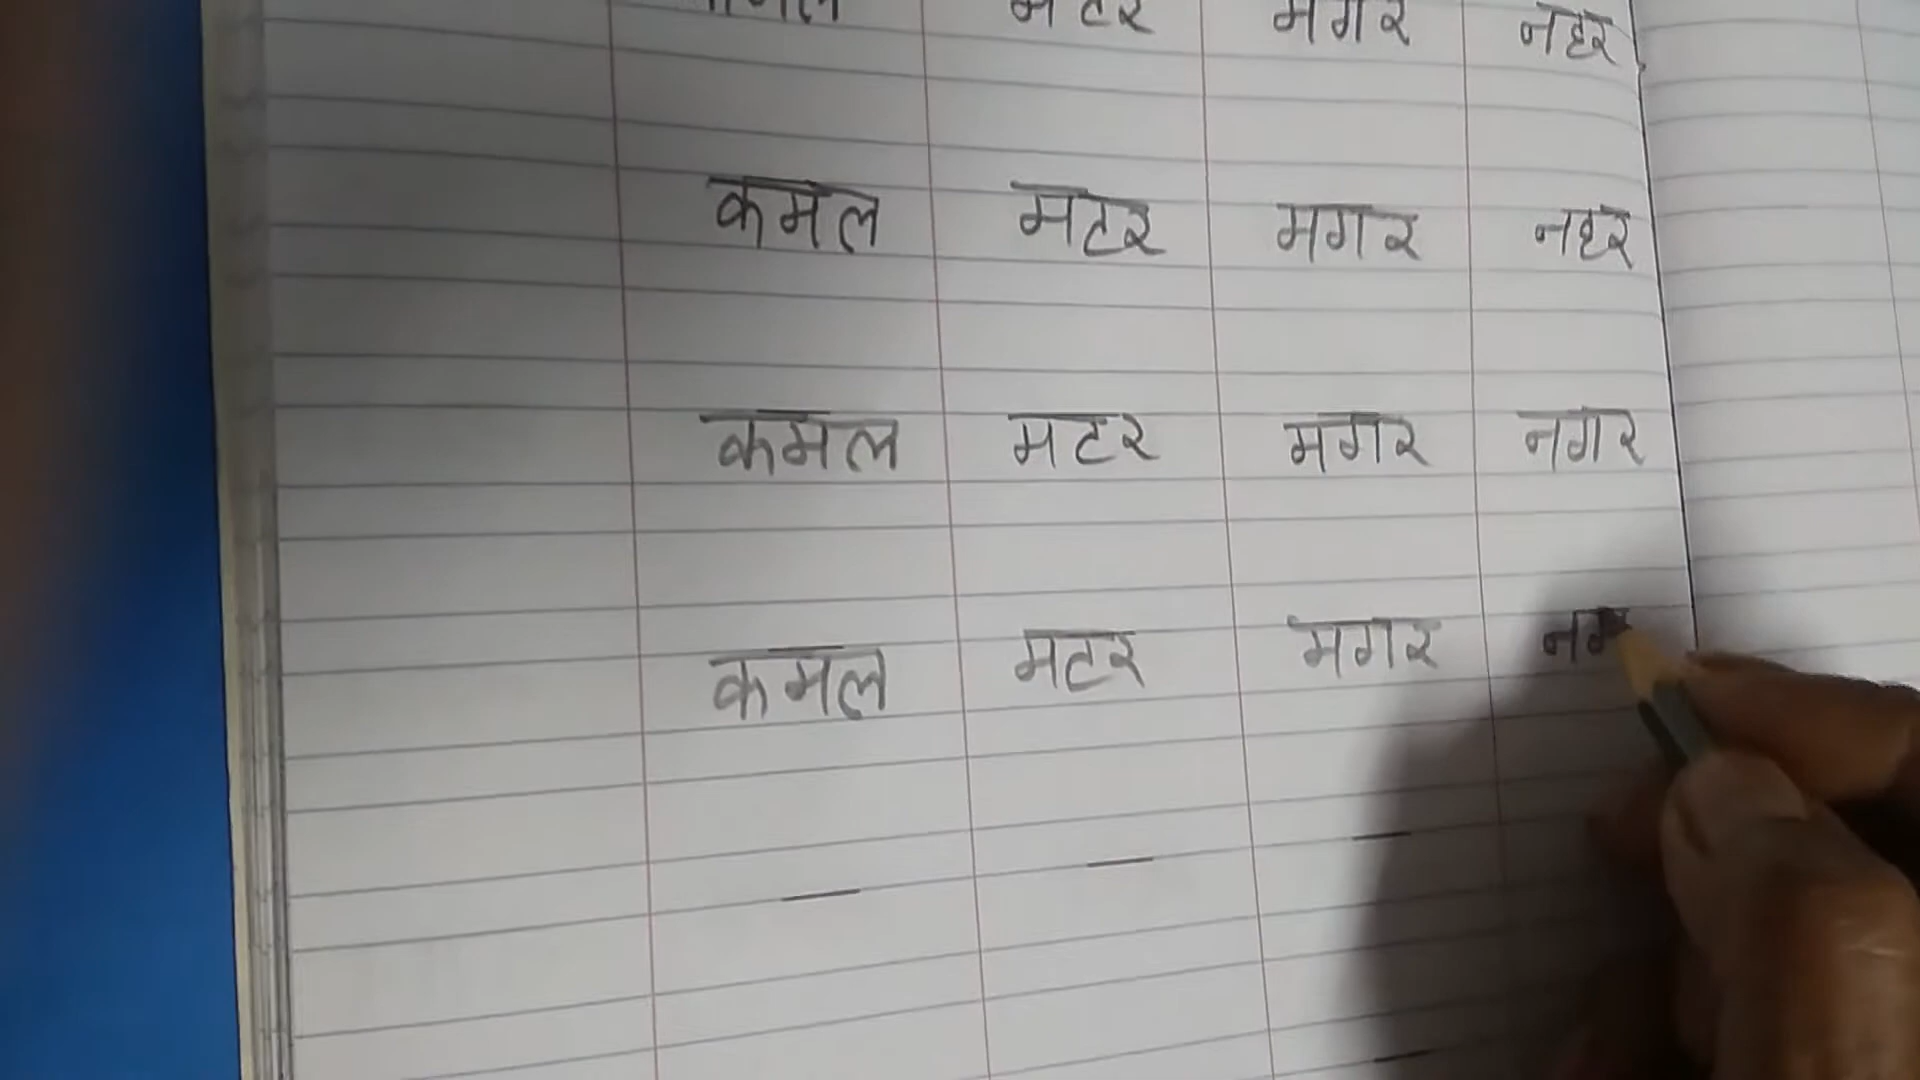 मटर मगर नहर
कमल मटर मगर नहर
कमल मटर मगर नगर
कमल मटर मगर